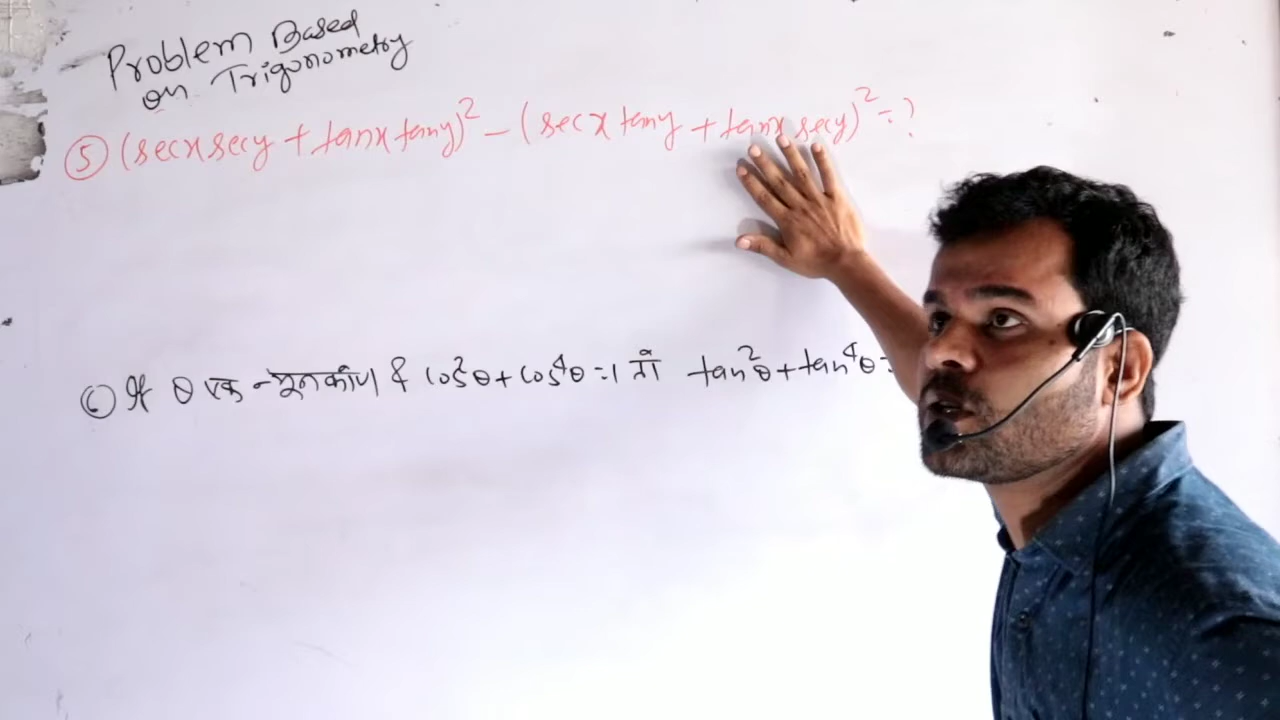 Problem Based
on Trigonometry
⑤ (secx secy + tanx tany)² - (secx tany + tanx secy)² = ?
⑥ If θ एक न्यूनकोण & cos²θ + cos⁴θ = 1 तो tan²θ + tan⁴θ =